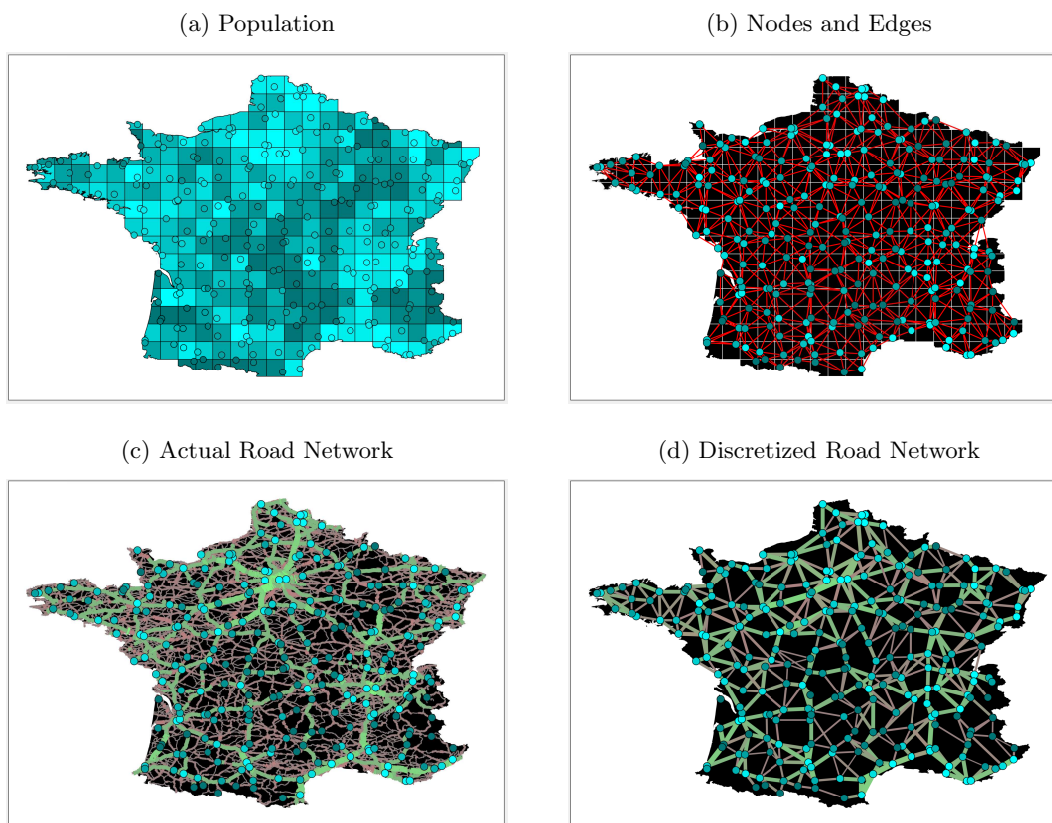 (a) Population
(b) Nodes and Edges
(c) Actual Road Network
(d) Discretized Road Network